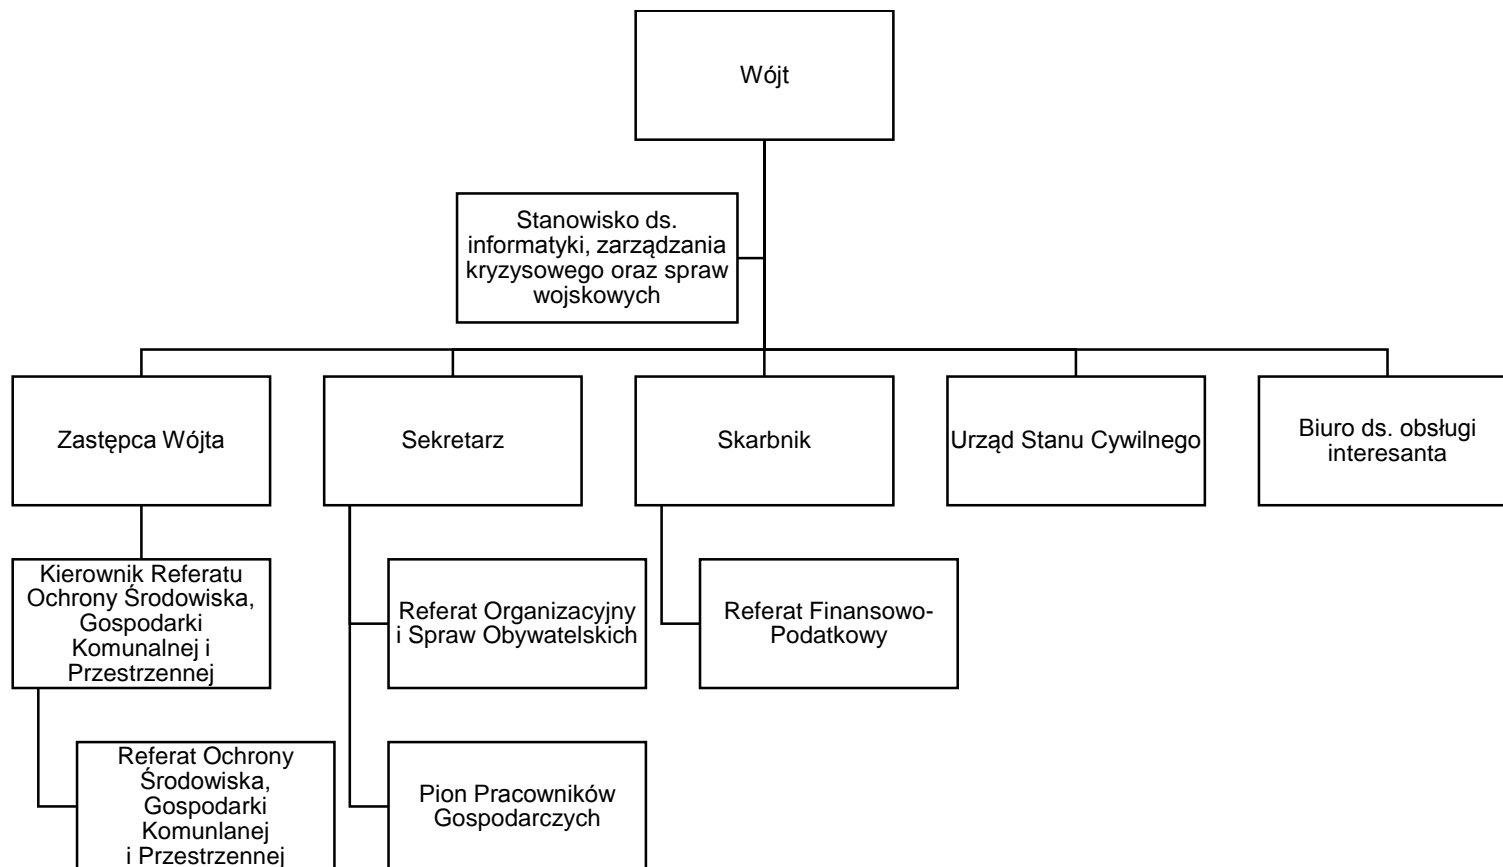 Wójt
Stanowisko ds.
informatyki, zarządzania
kryzysowego oraz spraw
wojskowych
Zastępca Wójta
Sekretarz
Skarbnik
Urząd Stanu Cywilnego
Biuro ds. obsługi
interesanta
Kierownik Referatu
Ochrony Środowiska,
Gospodarki
Komunalnej i
Przestrzennej
Referat Organizacyjny
i Spraw Obywatelskich
Referat Finansowo-
Podatkowy
Referat Ochrony
Środowiska,
Gospodarki
Komunlanej
i Przestrzennej
Pion Pracowników
Gospodarczych